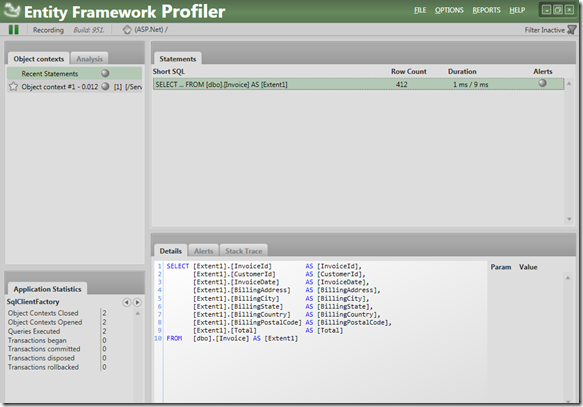 Entity Framework Profiler
FILE OPTIONS REPORTS HELP
Recording Build: 951. (ASP.Net) / Filter Inactive
Object contexts Analysis
Recent Statements
Object context #1 - 0.012 [1] [/Serv
Statements
Short SQL Row Count Duration Alerts
SELECT ... FROM [dbo].[Invoice] AS [Extent1] 412 1 ms / 9 ms
Application Statistics
SqlClientFactory
Object Contexts Closed 2
Object Contexts Opened 2
Queries Executed 2
Transactions began 0
Transactions committed 0
Transactions disposed 0
Transactions rollbacked 0
Details Alerts Stack Trace
1 SELECT [Extent1].[InvoiceId] AS [InvoiceId],
2 [Extent1].[CustomerId] AS [CustomerId],
3 [Extent1].[InvoiceDate] AS [InvoiceDate],
4 [Extent1].[BillingAddress] AS [BillingAddress],
5 [Extent1].[BillingCity] AS [BillingCity],
6 [Extent1].[BillingState] AS [BillingState],
7 [Extent1].[BillingCountry] AS [BillingCountry],
8 [Extent1].[BillingPostalCode] AS [BillingPostalCode],
9 [Extent1].[Total] AS [Total]
10 FROM [dbo].[Invoice] AS [Extent1]
Param Value